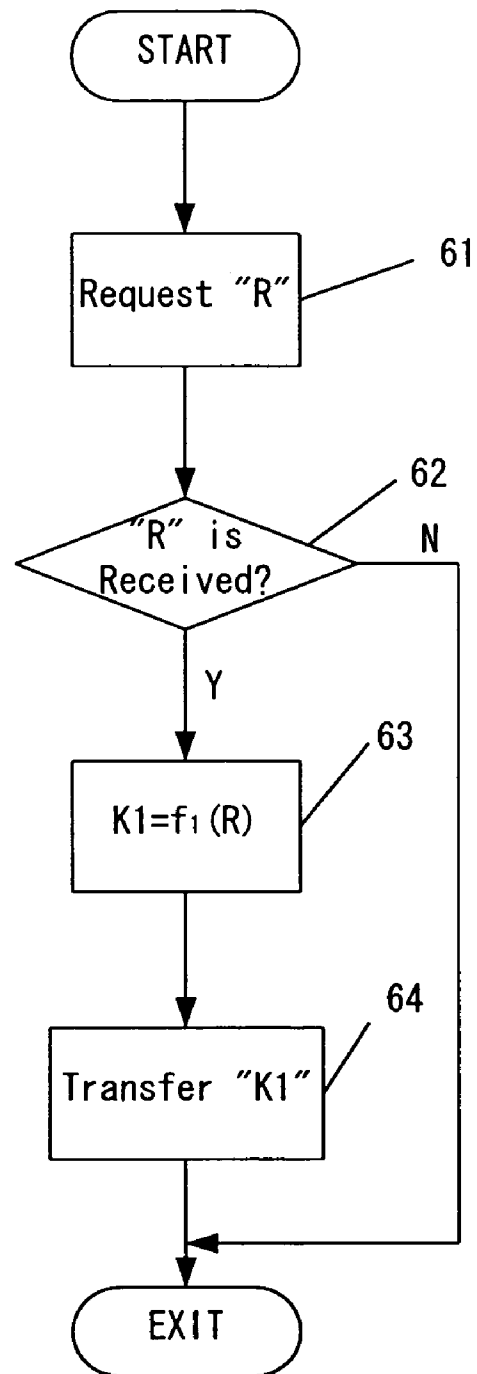 START
Request "R"
61
62
"R" is
Received?
N
Y
63
K1=f₁(R)
64
Transfer "K1"
EXIT